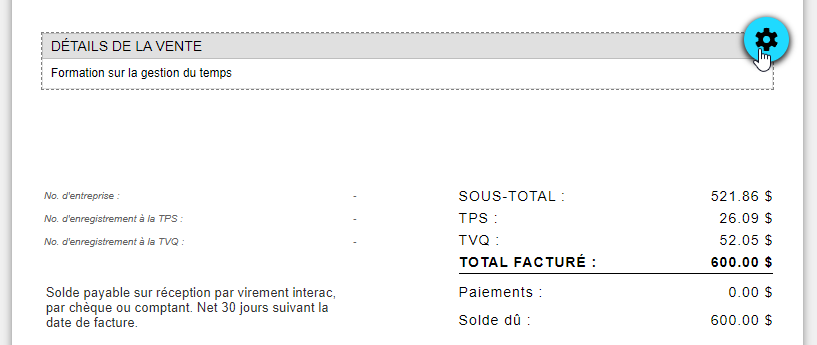 DÉTAILS DE LA VENTE
Formation sur la gestion du temps
No. d'entreprise : -
No. d'enregistrement à la TPS : -
No. d'enregistrement à la TVQ : -
SOUS-TOTAL : 521.86 $
TPS : 26.09 $
TVQ : 52.05 $
TOTAL FACTURÉ : 600.00 $
Solde payable sur réception par virement interac,
par chèque ou comptant. Net 30 jours suivant la
date de facture.
Paiements : 0.00 $
Solde dû : 600.00 $